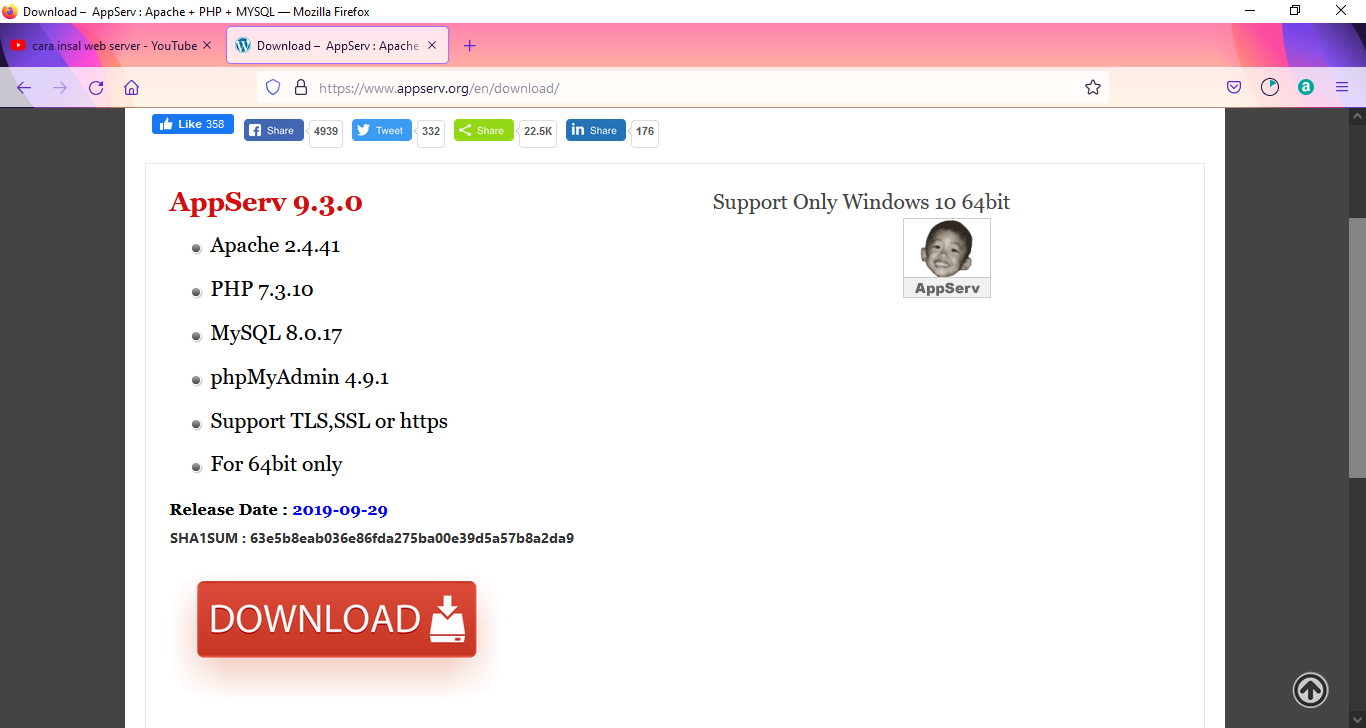 Download – AppServ : Apache + PHP + MYSQL — Mozilla Firefox
cara insal web server - YouTube
Download – AppServ : Apache
https://www.appserv.org/en/download/
a
Like 358
Share 4939
Tweet 332
Share 22.5K
in Share 176
AppServ 9.3.0
Support Only Windows 10 64bit
AppServ
Apache 2.4.41
PHP 7.3.10
MySQL 8.0.17
phpMyAdmin 4.9.1
Support TLS,SSL or https
For 64bit only
Release Date : 2019-09-29
SHA1SUM : 63e5b8eab036e86fda275ba00e39d5a57b8a2da9
DOWNLOAD